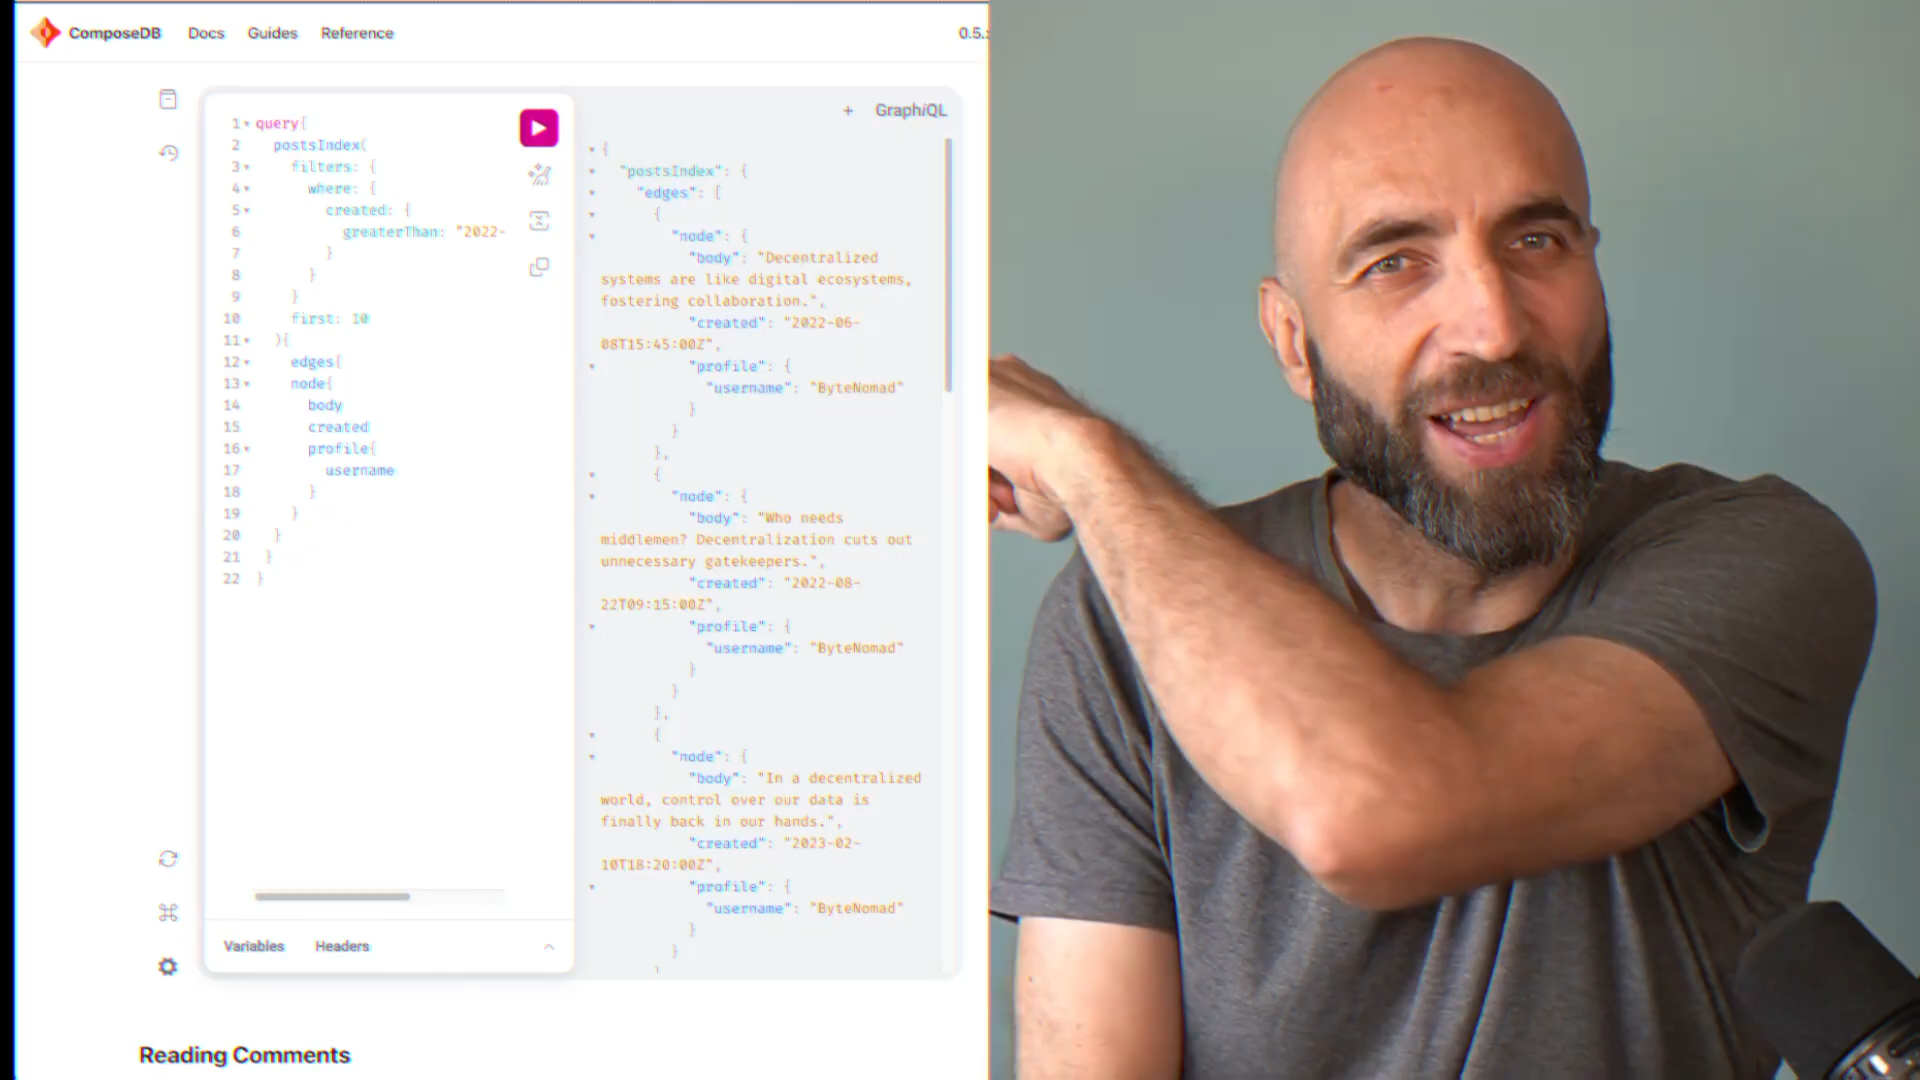 ComposeDB Docs Guides Reference 0.5.
+ GraphiQL
1 query{
2 postsIndex(
3 filters: {
4 where: {
5 created: {
6 greaterThan: "2022-
7 }
8 }
9 }
10 first: 10
11 ){
12 edges{
13 node{
14 body
15 created
16 profile{
17 username
18 }
19 }
20 }
21 }
22 }
Variables Headers
{
"postsIndex": {
"edges": [
{
"node": {
"body": "Decentralized
systems are like digital ecosystems,
fostering collaboration.",
"created": "2022-06-
08T15:45:00Z",
"profile": {
"username": "ByteNomad"
}
}
},
{
"node": {
"body": "Who needs
middlemen? Decentralization cuts out
unnecessary gatekeepers.",
"created": "2022-08-
22T09:15:00Z",
"profile": {
"username": "ByteNomad"
}
}
},
{
"node": {
"body": "In a decentralized
world, control over our data is
finally back in our hands.",
"created": "2023-02-
10T18:20:00Z",
"profile": {
"username": "ByteNomad"
}
}
Reading Comments